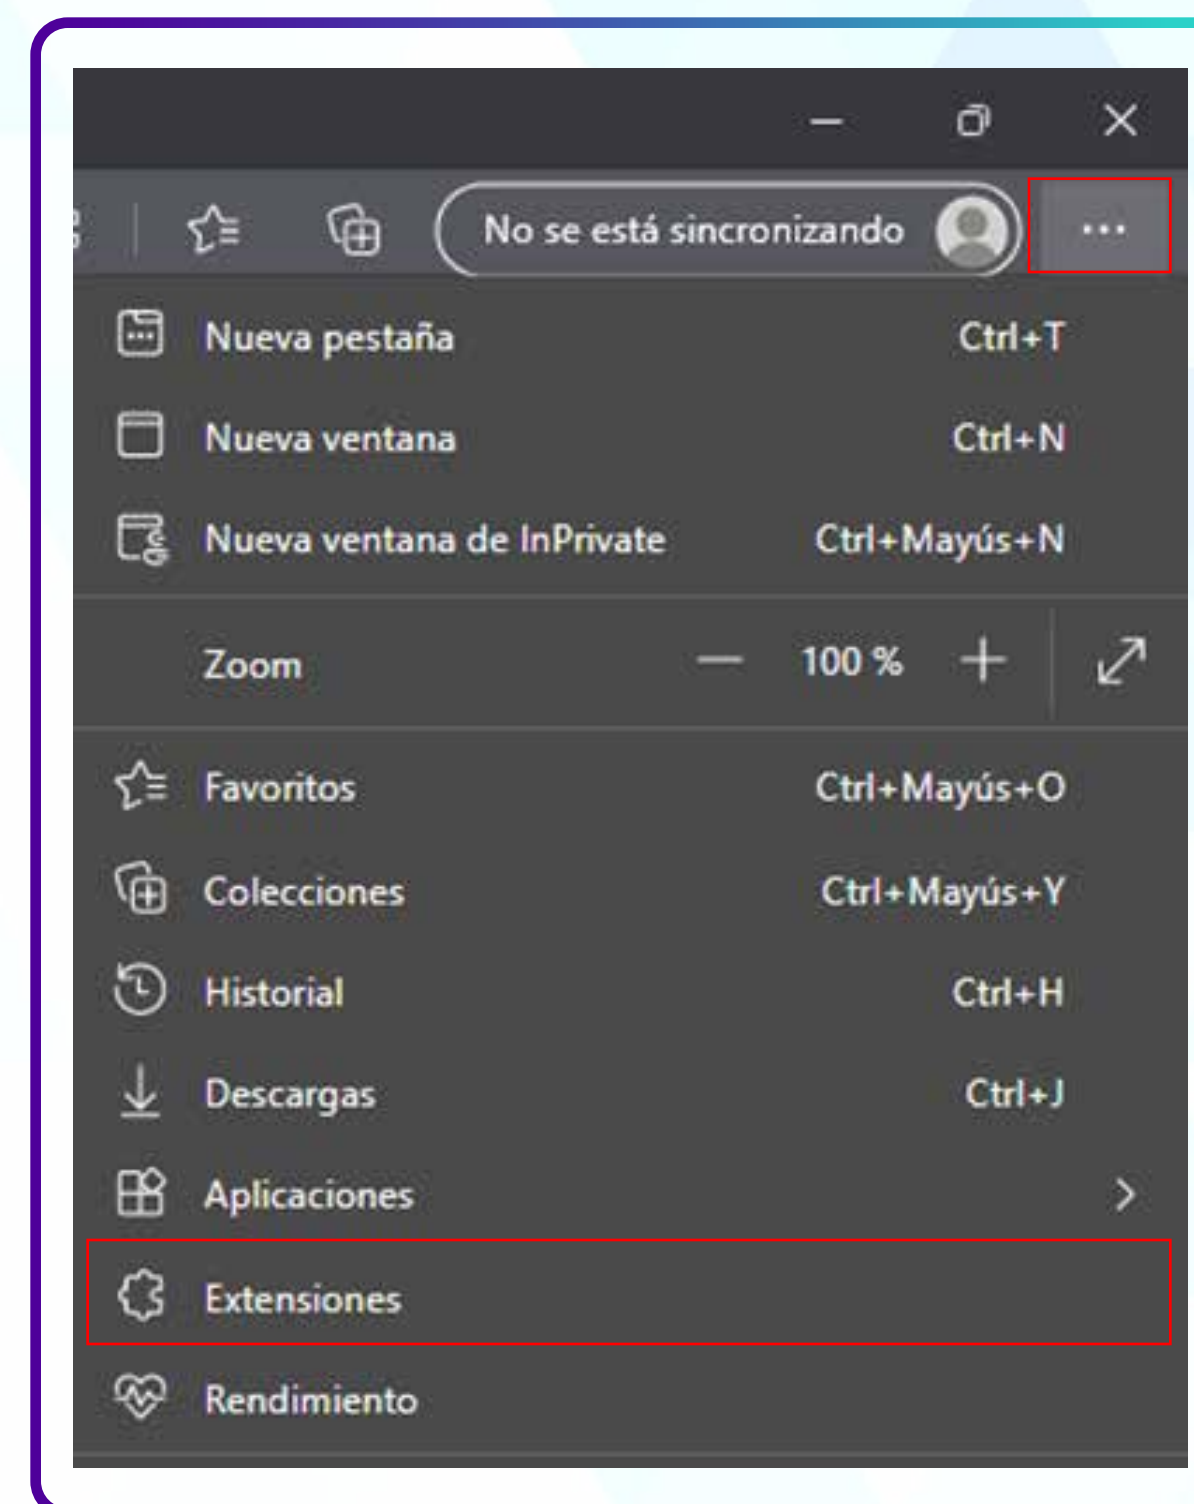 No se está sincronizando
Nueva pestaña Ctrl+T
Nueva ventana Ctrl+N
Nueva ventana de InPrivate Ctrl+Mayús+N
Zoom 100 %
Favoritos Ctrl+Mayús+O
Colecciones Ctrl+Mayús+Y
Historial Ctrl+H
Descargas Ctrl+J
Aplicaciones
Extensiones
Rendimiento